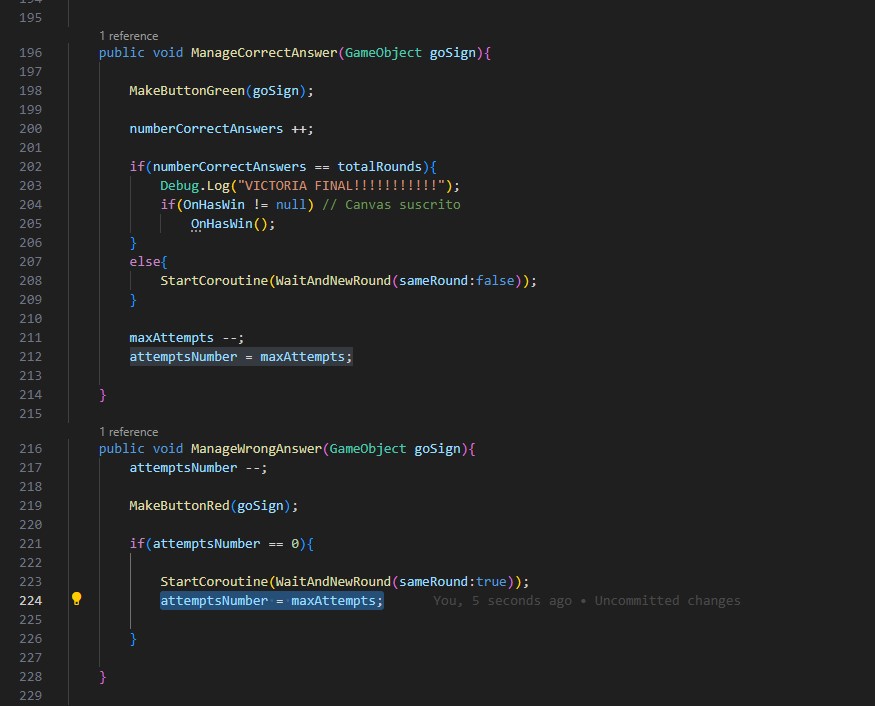 194
195
1 reference
196 public void ManageCorrectAnswer(GameObject goSign){
197
198 MakeButtonGreen(goSign);
199
200 numberCorrectAnswers ++;
201
202 if(numberCorrectAnswers == totalRounds){
203 Debug.Log("VICTORIA FINAL!!!!!!!!!!!");
204 if(OnHasWin != null) // Canvas suscrito
205 OnHasWin();
206 }
207 else{
208 StartCoroutine(WaitAndNewRound(sameRound:false));
209 }
210
211 maxAttempts --;
212 attemptsNumber = maxAttempts;
213
214 }
215
1 reference
216 public void ManageWrongAnswer(GameObject goSign){
217 attemptsNumber --;
218
219 MakeButtonRed(goSign);
220
221 if(attemptsNumber == 0){
222
223 StartCoroutine(WaitAndNewRound(sameRound:true));
224 attemptsNumber = maxAttempts; You, 5 seconds ago • Uncommitted changes
225
226 }
227
228 }
229